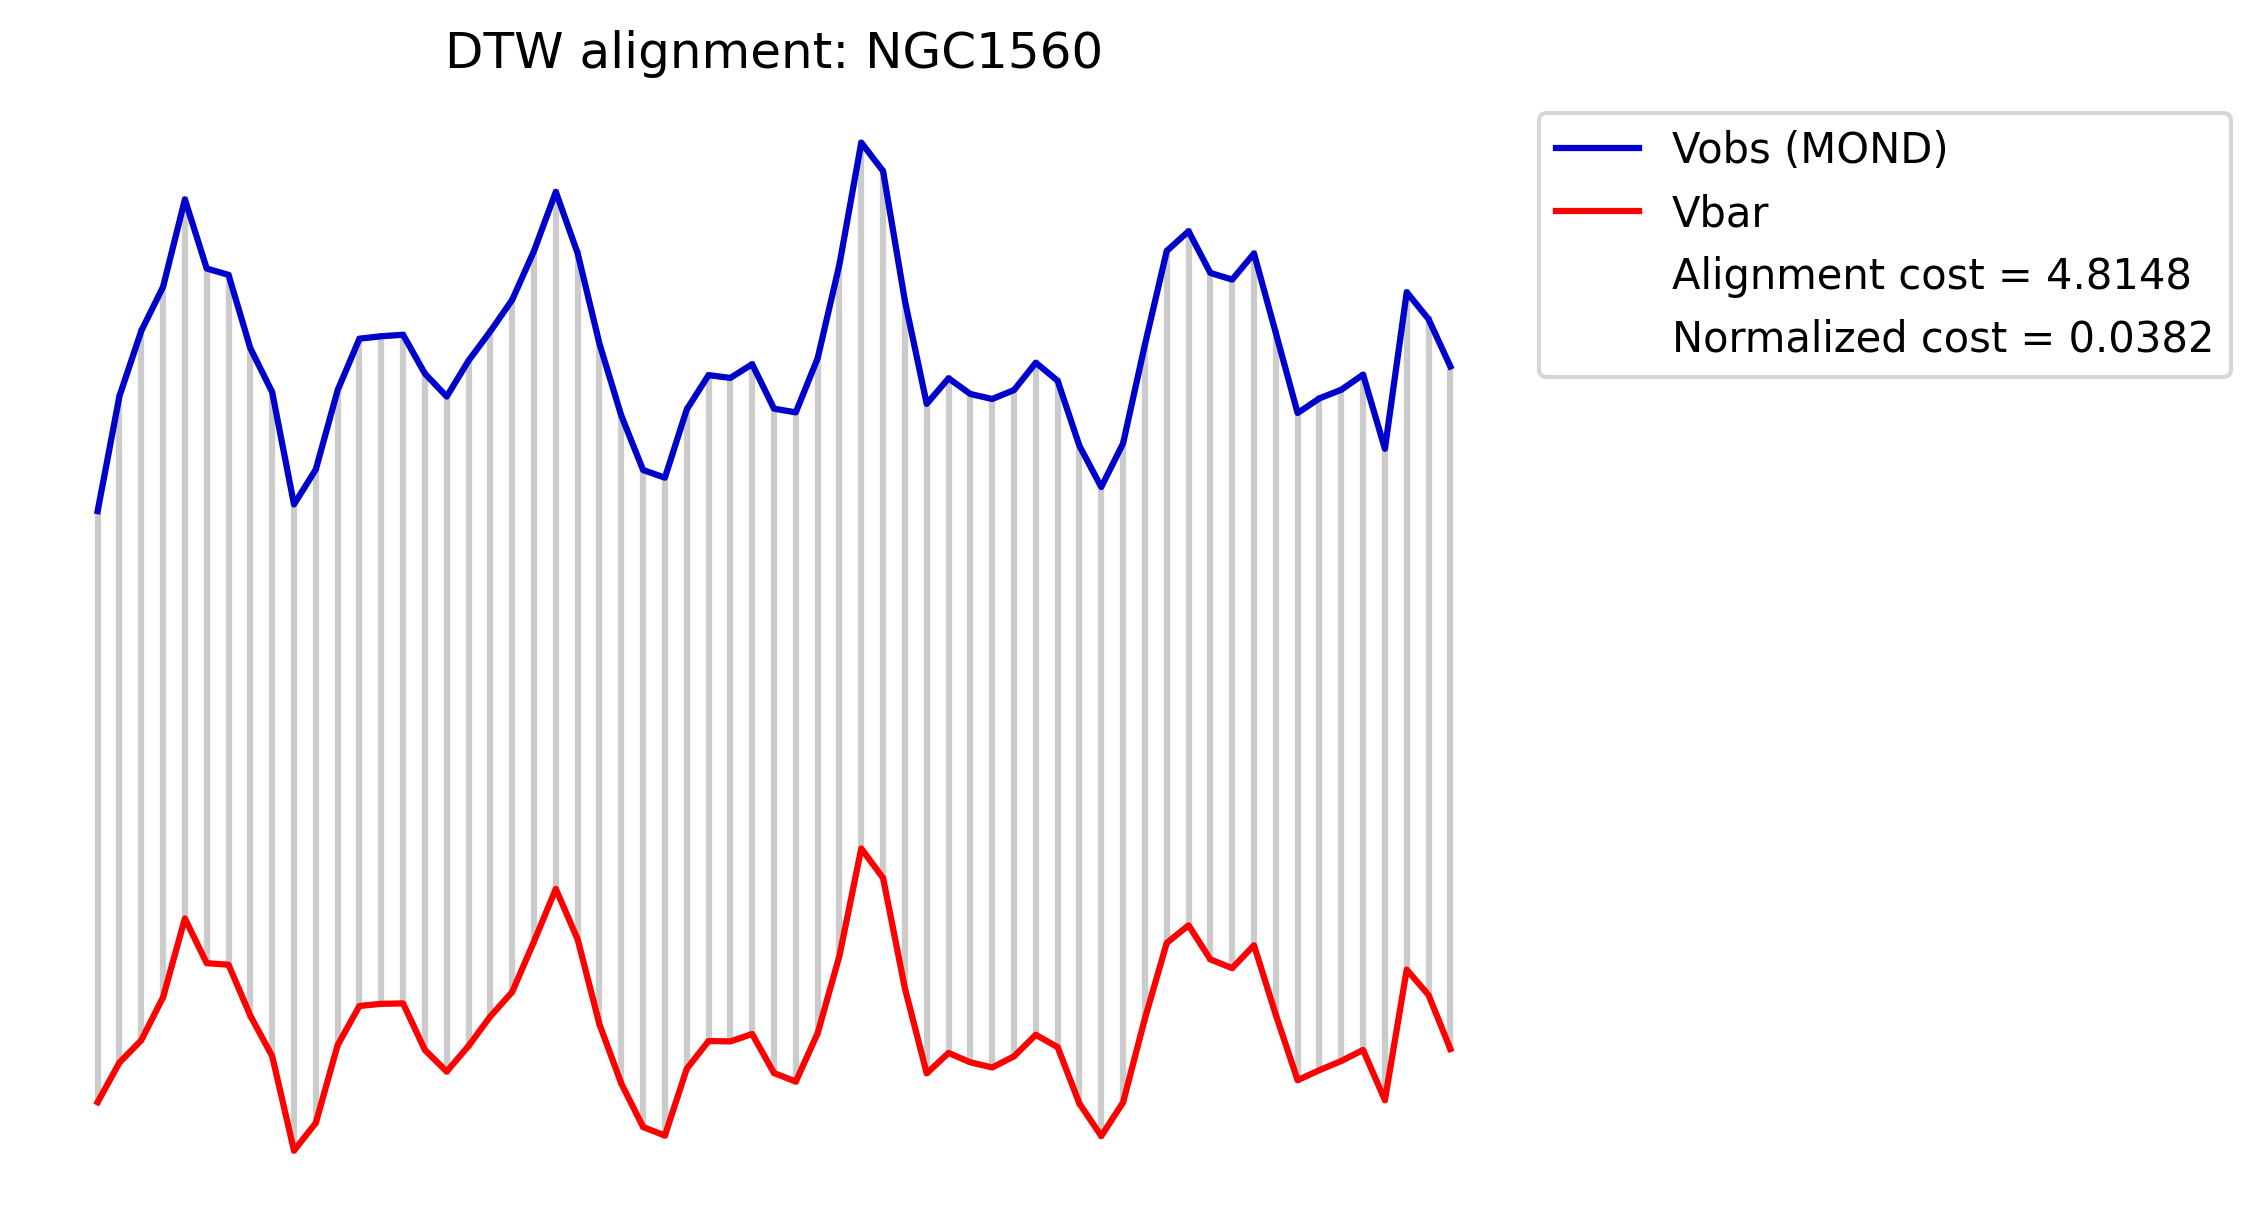 DTW alignment: NGC1560
Vobs (MOND)
Vbar
Alignment cost = 4.8148
Normalized cost = 0.0382